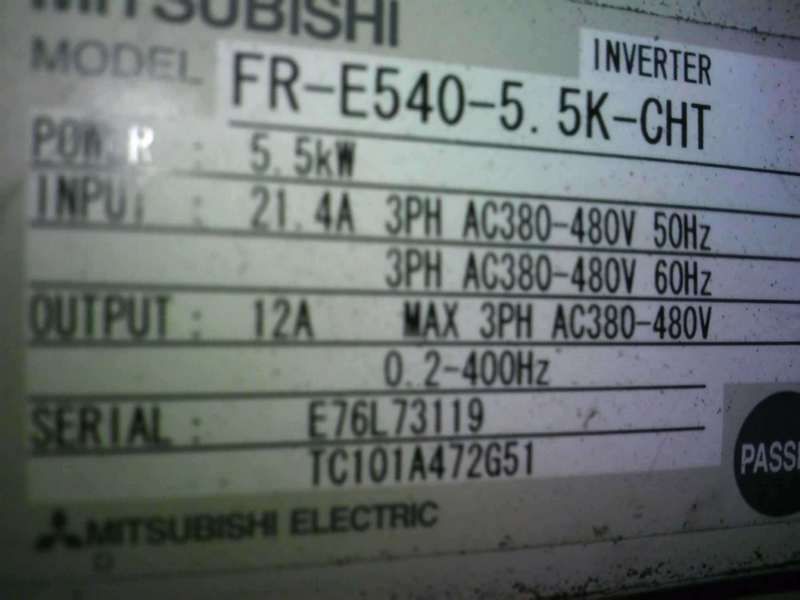 MITSUBISHI
INVERTER
MODEL FR-E540-5.5K-CHT
POWER : 5.5kW
INPUT : 21.4A 3PH AC380-480V 50Hz
3PH AC380-480V 60Hz
OUTPUT : 12A MAX 3PH AC380-480V
0.2-400Hz
SERIAL : E76L73119
TC101A472G51
PASS
MITSUBISHI ELECTRIC